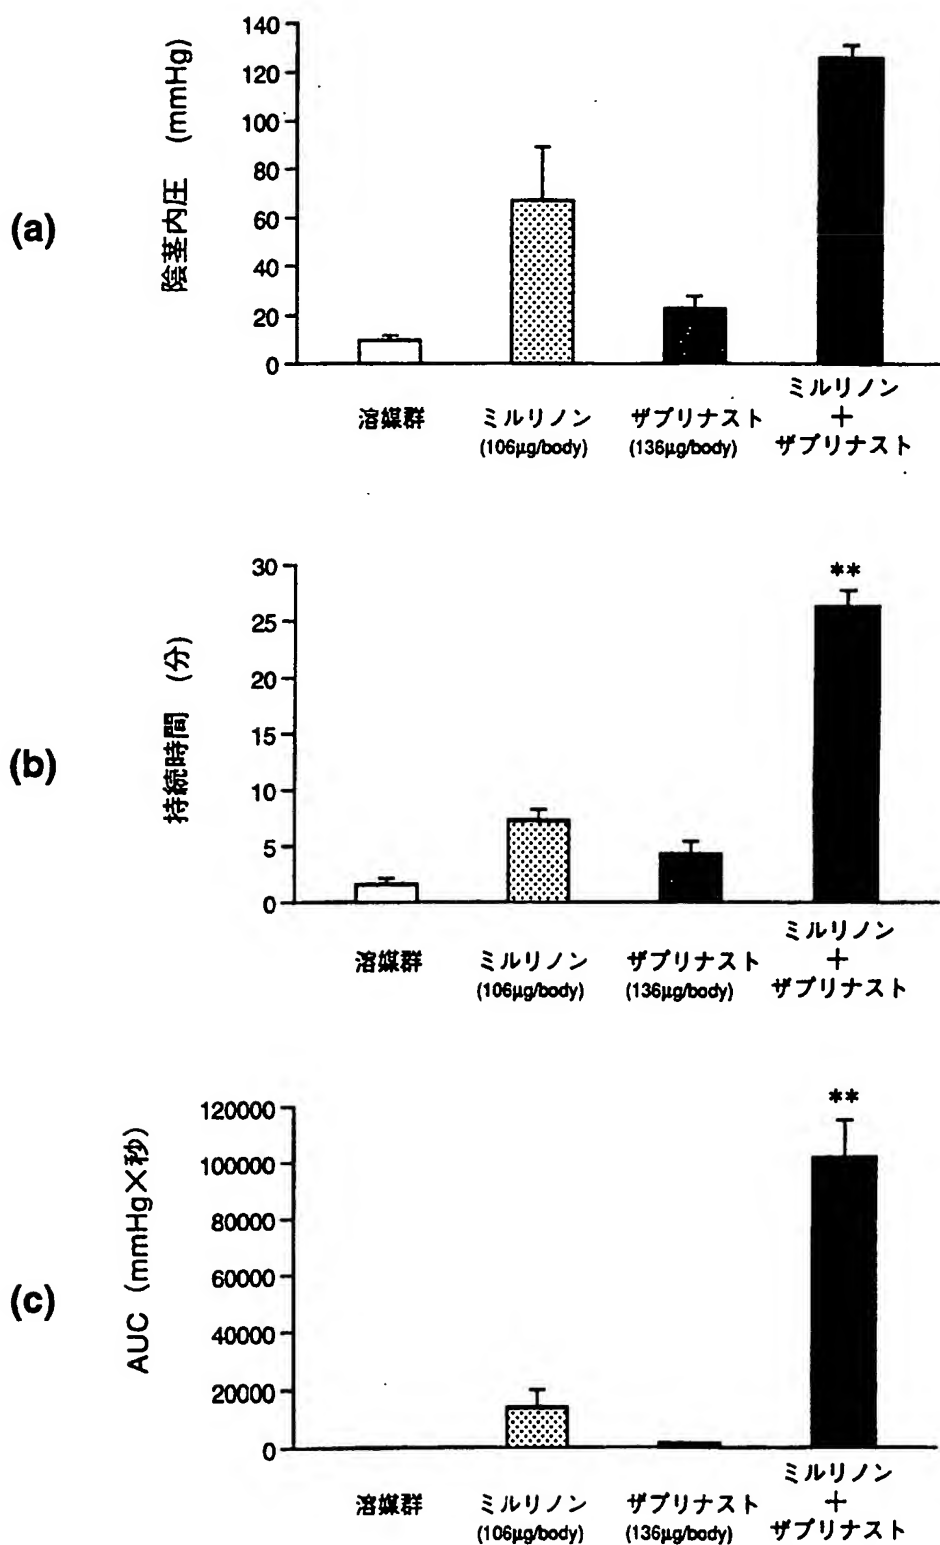 (a)
陰茎内圧 (mmHg)
140
120
100
80
60
40
20
0
溶媒群
ミルリノン
(106μg/body)
ザプリナスト
(136μg/body)
ミルリノン
+
ザプリナスト
(b)
持続時間 (分)
30
25
20
15
10
5
0
**
溶媒群
ミルリノン
(106μg/body)
ザプリナスト
(136μg/body)
ミルリノン
+
ザプリナスト
(c)
AUC (mmHg×秒)
120000
100000
80000
60000
40000
20000
0
**
溶媒群
ミルリノン
(106μg/body)
ザプリナスト
(136μg/body)
ミルリノン
+
ザプリナスト